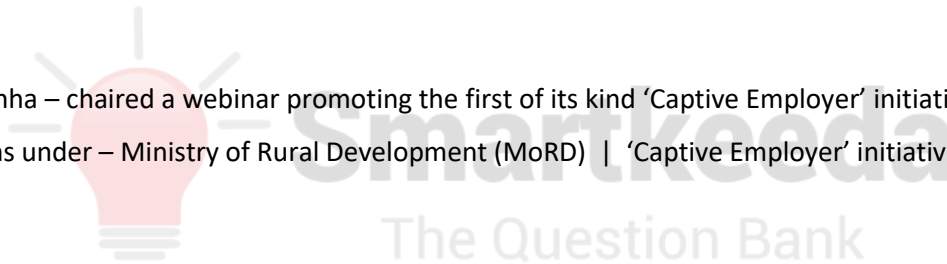 nha – chaired a webinar promoting the first of its kind ‘Captive Employer’ initiati
ns under – Ministry of Rural Development (MoRD) | ‘Captive Employer’ initiativ
Smartkeeda
The Question Bank